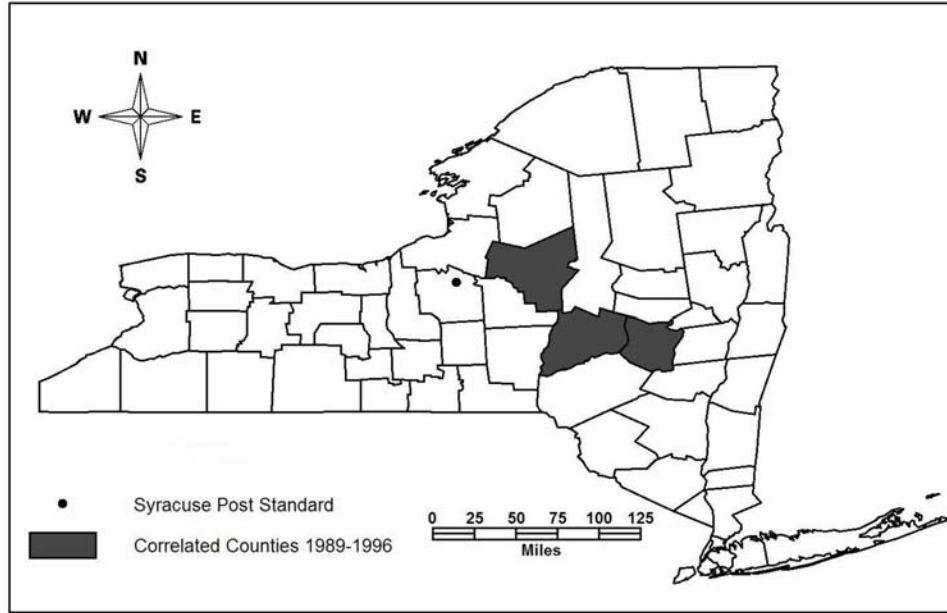 N
W E
S
Syracuse Post Standard
Correlated Counties 1989-1996
0 25 50 75 100 125
Miles